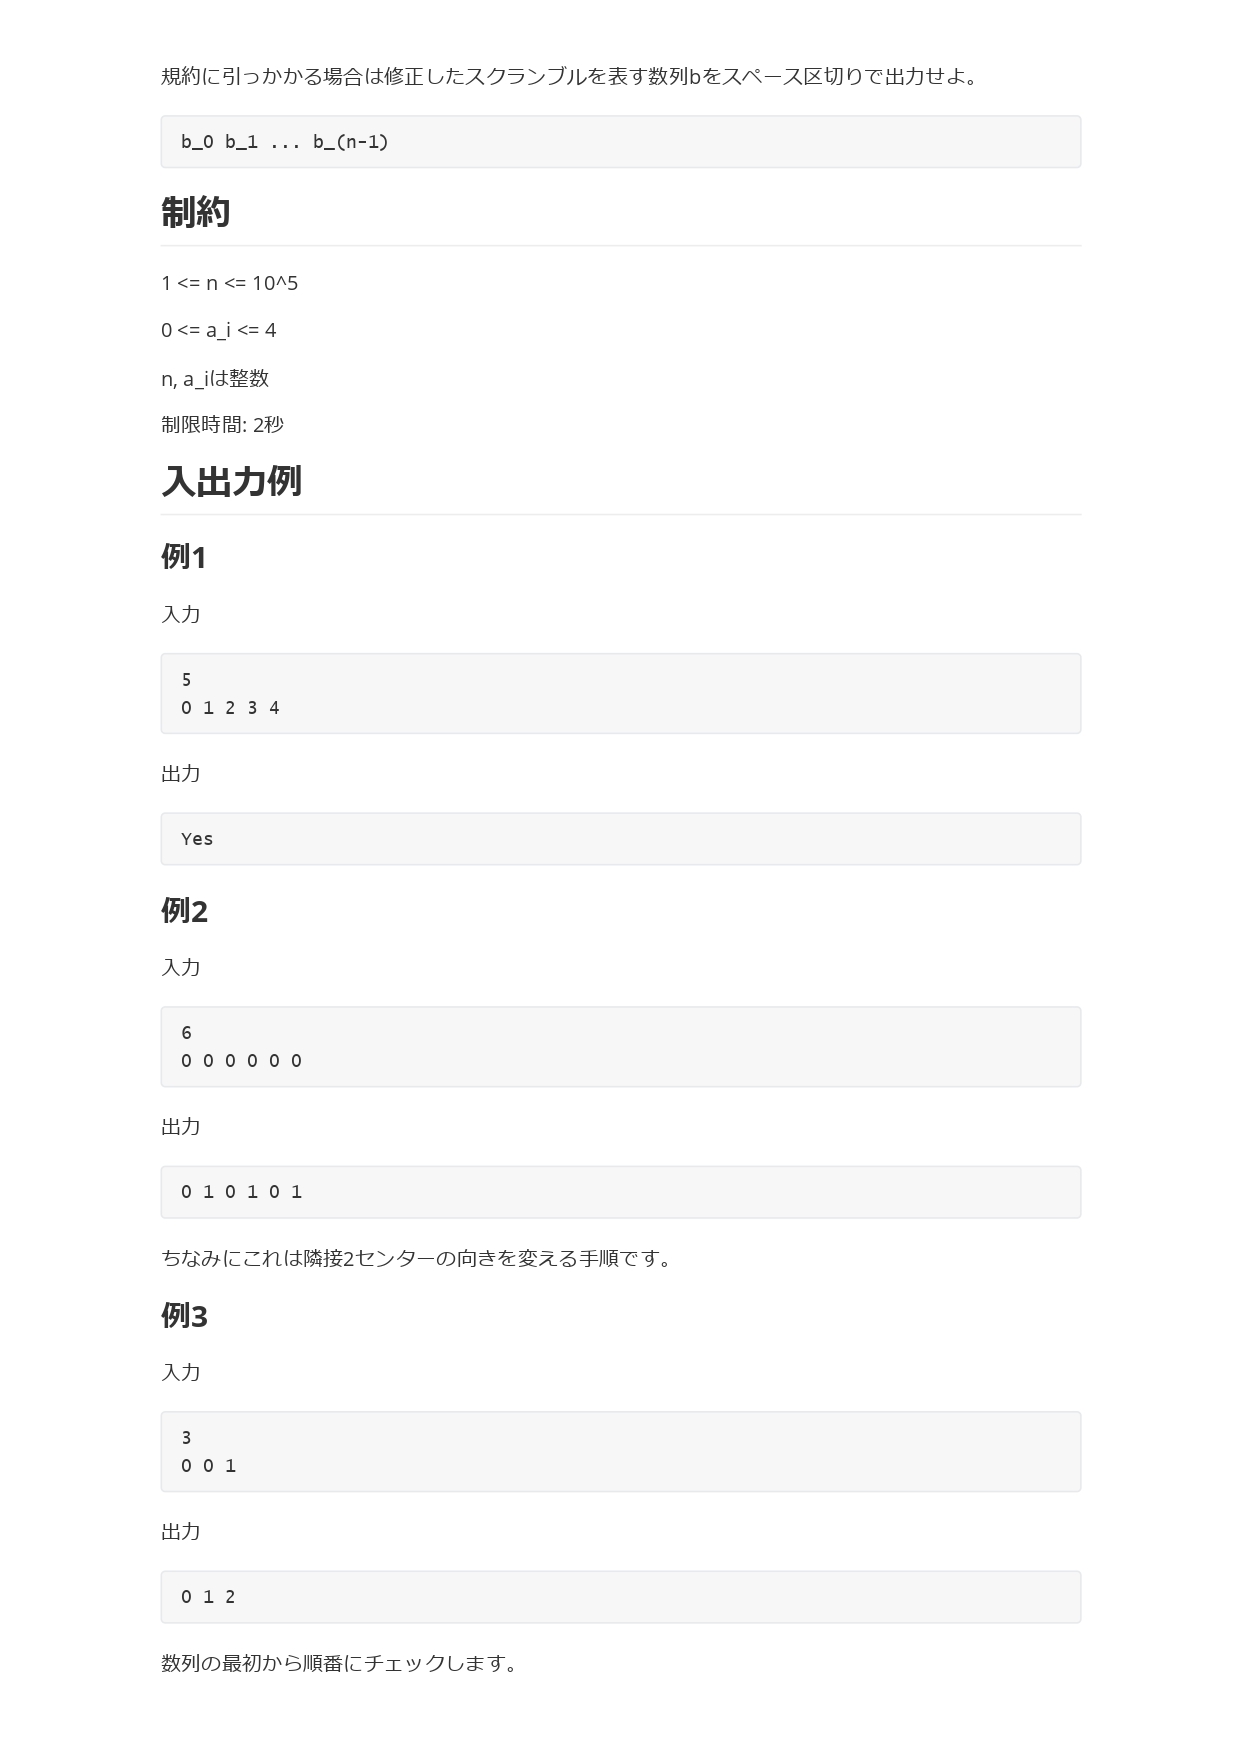 規約に引っかかる場合は修正したスクランブルを表す数列bをスペース区切りで出力せよ。
b_0 b_1 ... b_(n-1)
制約
1 <= n <= 10^5
0 <= a_i <= 4
n, a_iは整数
制限時間: 2秒
入出力例
例1
入力
5
0 1 2 3 4
出力
Yes
例2
入力
6
0 0 0 0 0 0
出力
0 1 0 1 0 1
ちなみにこれは隣接2センターの向きを変える手順です。
例3
入力
3
0 0 1
出力
0 1 2
数列の最初から順番にチェックします。